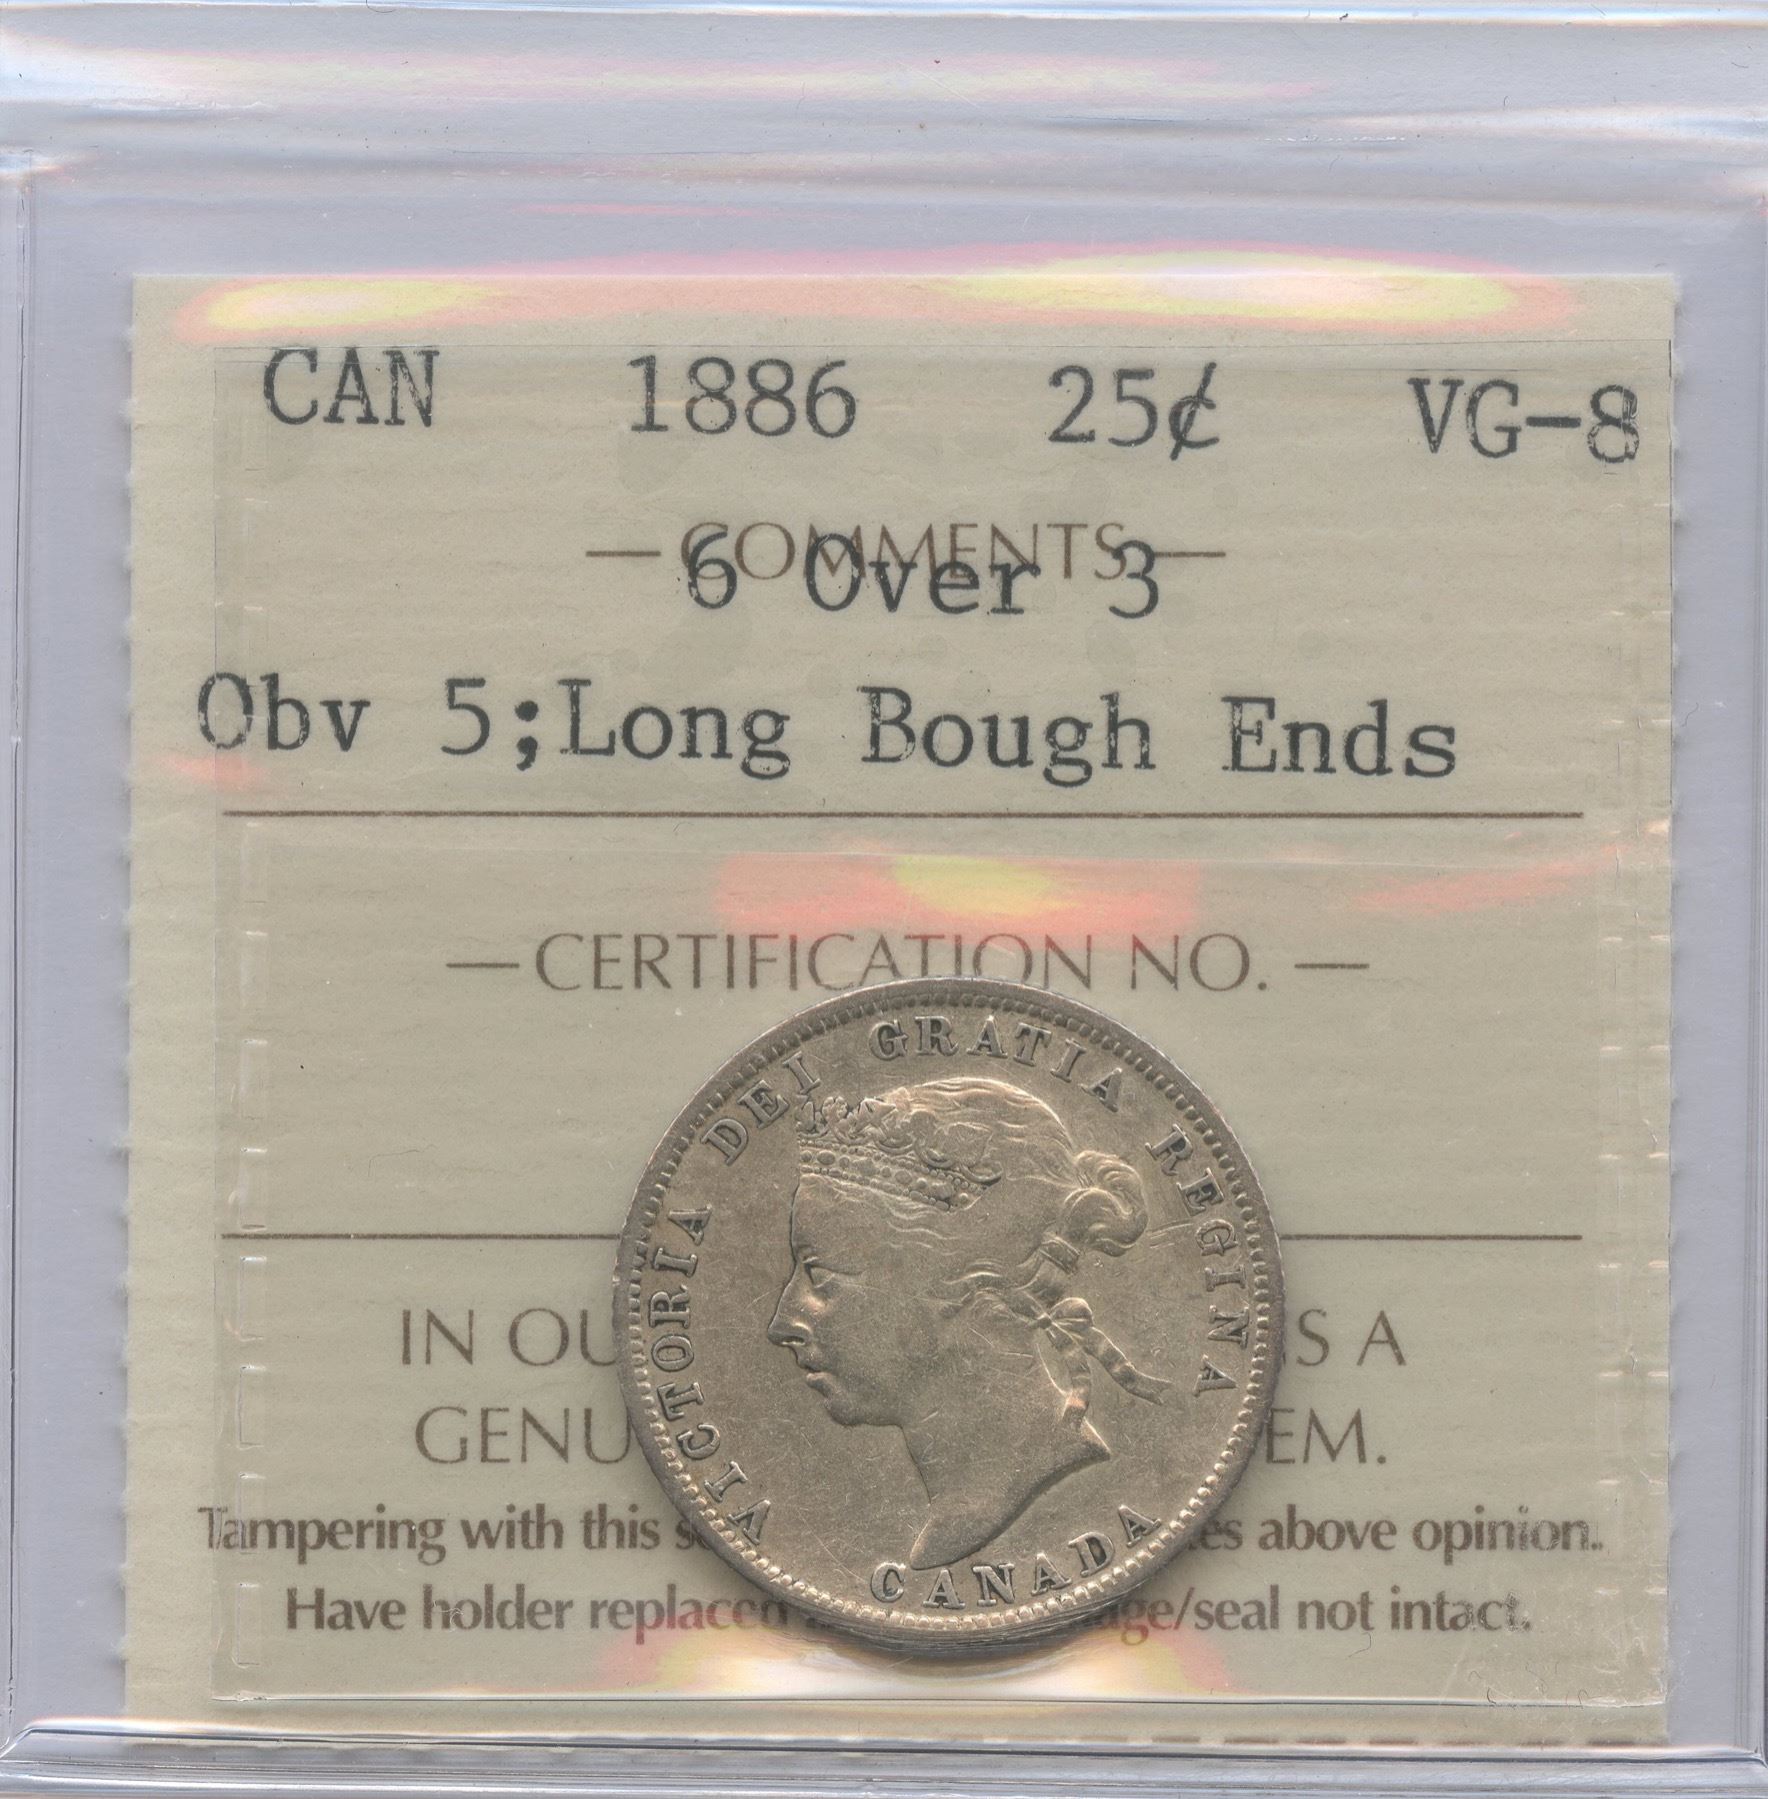 CAN 1886 25¢ VG-8
— COMMENTS —
6 Over 3
Obv 5;Long Bough Ends
— CERTIFICATION NO. —
VICTORIA DEI GRATIA REGINA
CANADA
IN OU S A
GENU EM.
Tampering with this s es above opinion.
Have holder replaced ge/seal not intact.